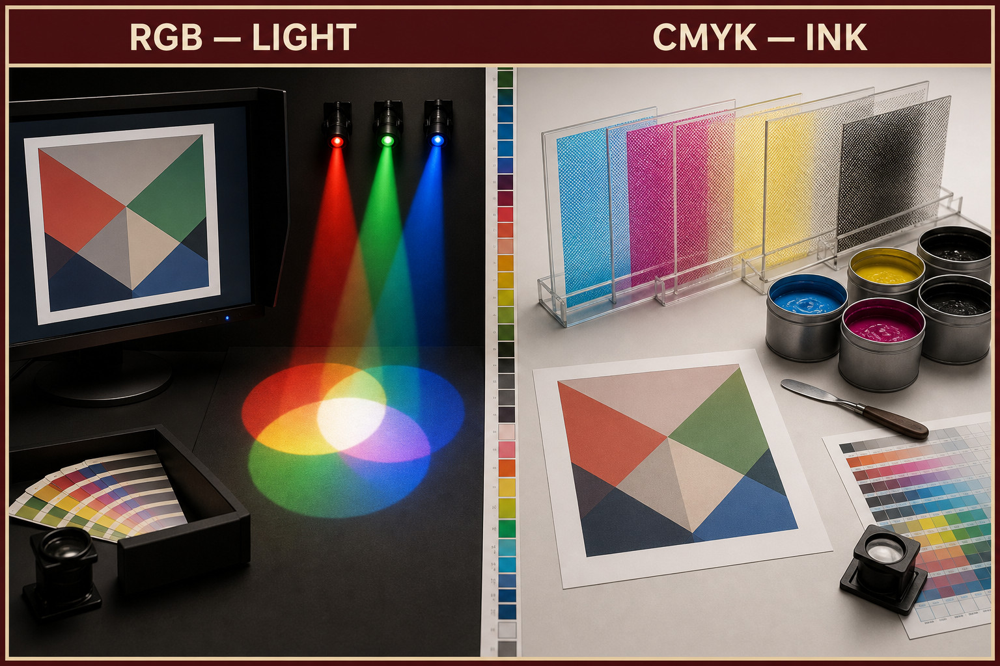 RGB — LIGHT
CMYK — INK